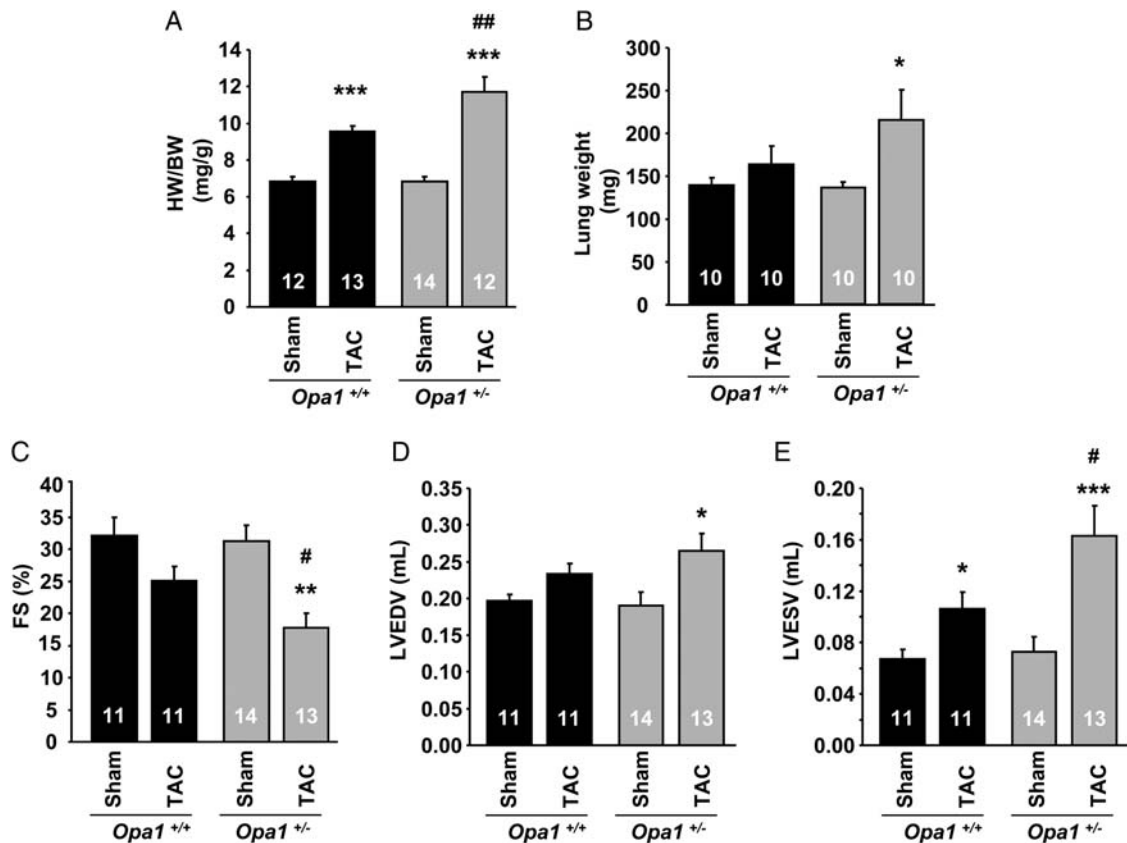 A
HW/BW
(mg/g)
14
12
10
8
6
4
2
0
***
##
***
12
13
14
12
Sham
TAC
Sham
TAC
Opa1 +/+
Opa1 +/-
B
Lung weight
(mg)
300
250
200
150
100
50
0
*
10
10
10
10
Sham
TAC
Sham
TAC
Opa1 +/+
Opa1 +/-
C
FS (%)
40
35
30
25
20
15
10
5
0
#
**
11
11
14
13
Sham
TAC
Sham
TAC
Opa1 +/+
Opa1 +/-
D
LVEDV (mL)
0.35
0.30
0.25
0.20
0.15
0.10
0.05
0.00
*
11
11
14
13
Sham
TAC
Sham
TAC
Opa1 +/+
Opa1 +/-
E
LVESV (mL)
0.20
0.16
0.12
0.08
0.04
0.00
*
#
***
11
11
14
13
Sham
TAC
Sham
TAC
Opa1 +/+
Opa1 +/-